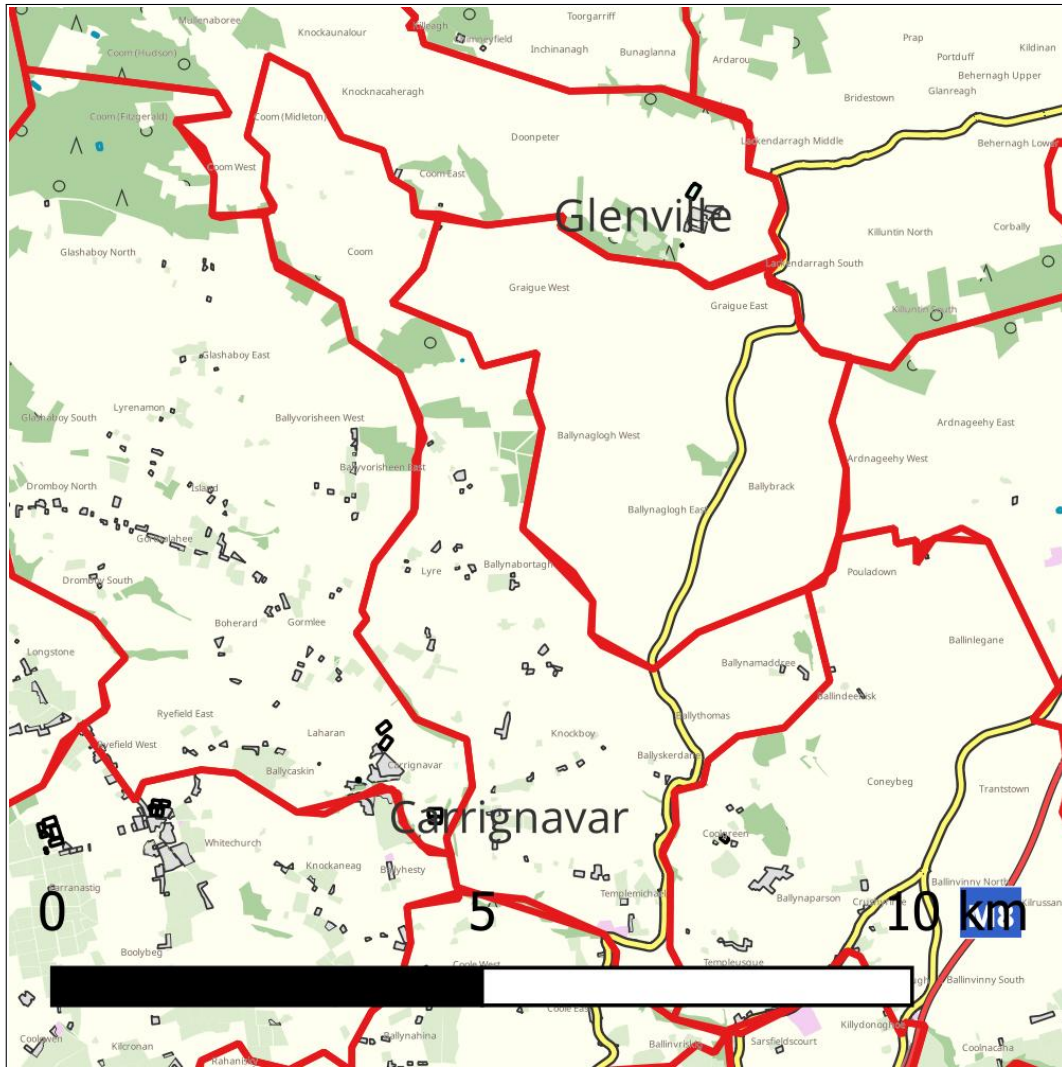 Mullenaboree
Toorgarriff
Killeagh
Knockaunalour
Inchinanagh
Bunaglanna
Ardarou
Prap
Portduff
Kildinan
Coom (Hudson)
Behernagh Upper
Glanreagh
Knocknacaheragh
Bridestown
Coom (Fitzgerald)
Coom (Midleton)
Doonpeter
Lackendarragh Middle
Behernagh Lower
Coom West
Coom East
Glenville
Killuntin North
Corbally
Glashaboy North
Coom
Lackendarragh South
Graigue West
Graigue East
Killuntin South
Glashaboy East
Lyrenamon
Glashaboy South
Ballyvorisheen West
Ballynaglogh West
Ardnageehy East
Ballyvorisheen East
Ardnageehy West
Dromboy North
Island
Ballybrack
Ballynaglogh East
Lyre
Ballynabortagh
Pouladown
Dromboy South
Boherard
Gormlee
Ballinlegane
Longstone
Ballynamaddree
Ballindeenisk
Ryefield East
Ballythomas
Laharan
Knockboy
Ryefield West
Ballycaskin
Carrignavar
Ballyskerdane
Coneybeg
Trantstown
Carrignavar
Coolgreen
Whitechurch
Knockaneag
Ballyhesty
Ballinvinny North
Templemichael
Ballynaparson
0
5
10 km
M8
Boolybeg
Coole West
Templeusque
Ballinvinny South
Coole East
Killydonoghoe
Ballynahina
Kilcronan
Sarsfieldscourt
Coolnacaha